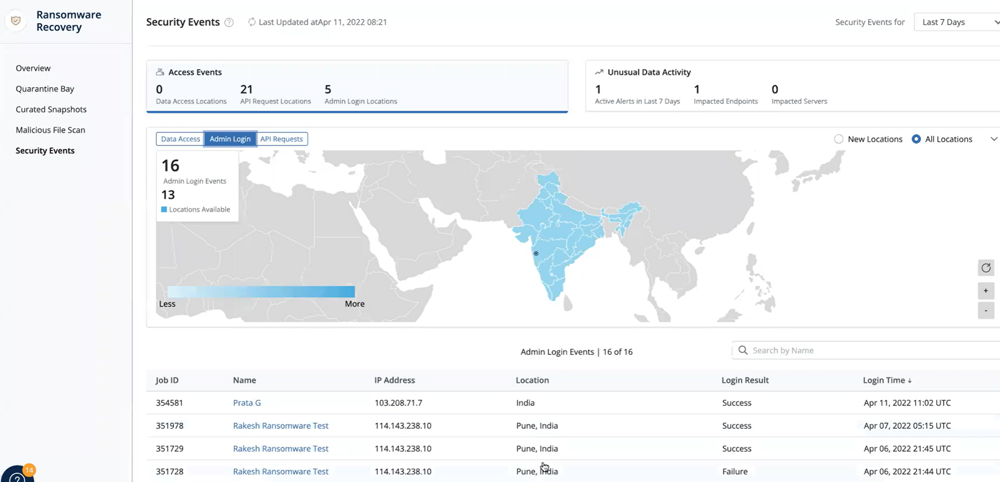 Ransomware
Recovery
Overview
Quarantine Bay
Curated Snapshots
Malicious File Scan
Security Events
14
?
Security Events ?
Last Updated atApr 11, 2022 08:21
Security Events for
Last 7 Days
Access Events
0
Data Access Locations
21
API Request Locations
5
Admin Login Locations
Unusual Data Activity
1
Active Alerts in Last 7 Days
1
Impacted Endpoints
0
Impacted Servers
Data Access
Admin Login
API Requests
New Locations
All Locations
16
Admin Login Events
13
Locations Available
Less
More
+
-
Admin Login Events | 16 of 16
Search by Name
Job ID Name IP Address Location Login Result Login Time ↓
354581 Prata G 103.208.71.7 India Success Apr 11, 2022 11:02 UTC
351978 Rakesh Ransomware Test 114.143.238.10 Pune, India Success Apr 07, 2022 05:15 UTC
351729 Rakesh Ransomware Test 114.143.238.10 Pune, India Success Apr 06, 2022 21:45 UTC
351728 Rakesh Ransomware Test 114.143.238.10 Pune, India Failure Apr 06, 2022 21:44 UTC